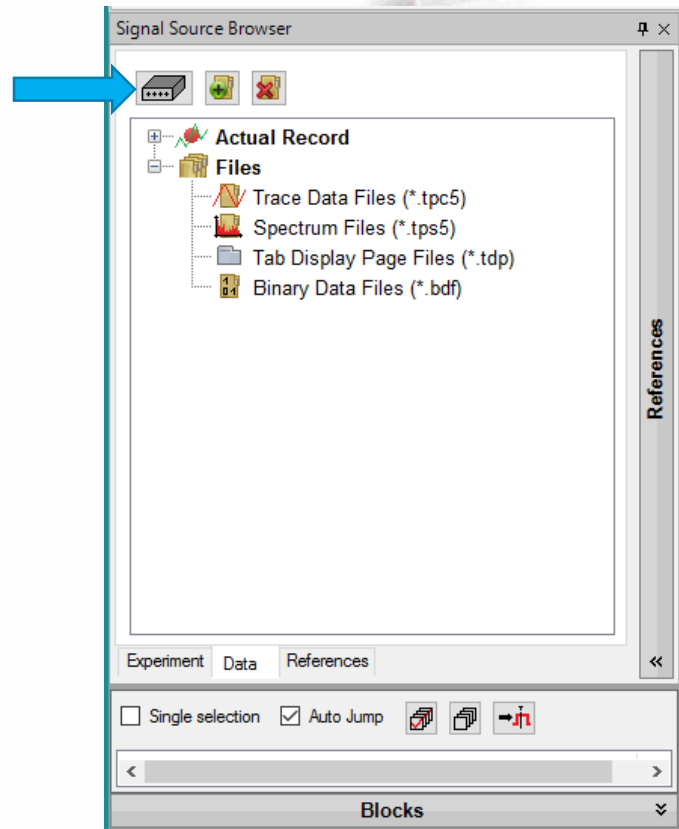 Signal Source Browser
Actual Record
Files
Trace Data Files (*.tpc5)
Spectrum Files (*.tps5)
Tab Display Page Files (*.tdp)
Binary Data Files (*.bdf)
References
Experiment Data References
Single selection Auto Jump
Blocks